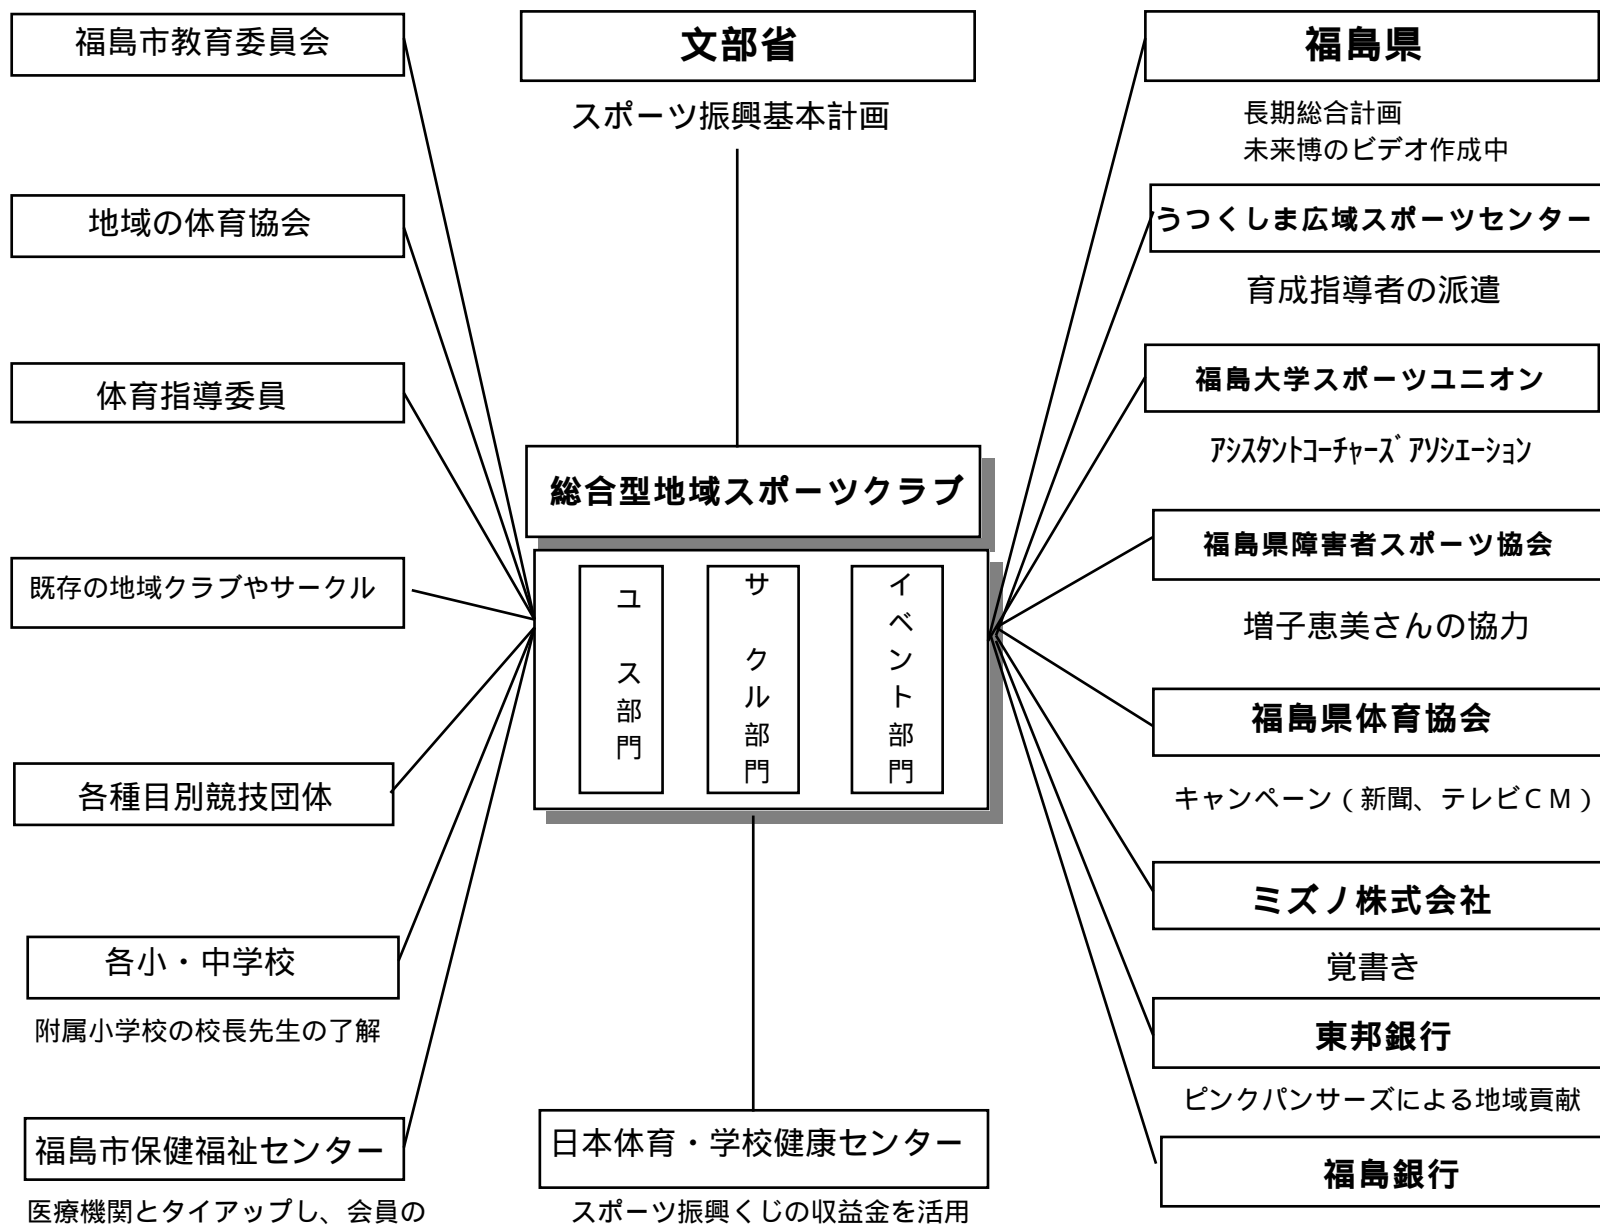 福島市教育委員会
地域の体育協会
体育指導委員
既存の地域クラブやサークル
各種目別競技団体
各小・中学校
附属小学校の校長先生の了解
福島市保健福祉センター
医療機関とタイアップし、会員の
文部省
スポーツ振興基本計画
総合型地域スポーツクラブ
ユース部門
サークル部門
イベント部門
日本体育・学校健康センター
スポーツ振興くじの収益金を活用
福島県
長期総合計画
未来博のビデオ作成中
うつくしま広域スポーツセンター
育成指導者の派遣
福島大学スポーツユニオン
ｱｼｽﾀﾝﾄｺｰﾁｬｰｽﾞ ｱｿｼｴｰｼｮﾝ
福島県障害者スポーツ協会
増子恵美さんの協力
福島県体育協会
キャンペーン（新聞、テレビＣＭ）
ミズノ株式会社
覚書き
東邦銀行
ピンクパンサーズによる地域貢献
福島銀行